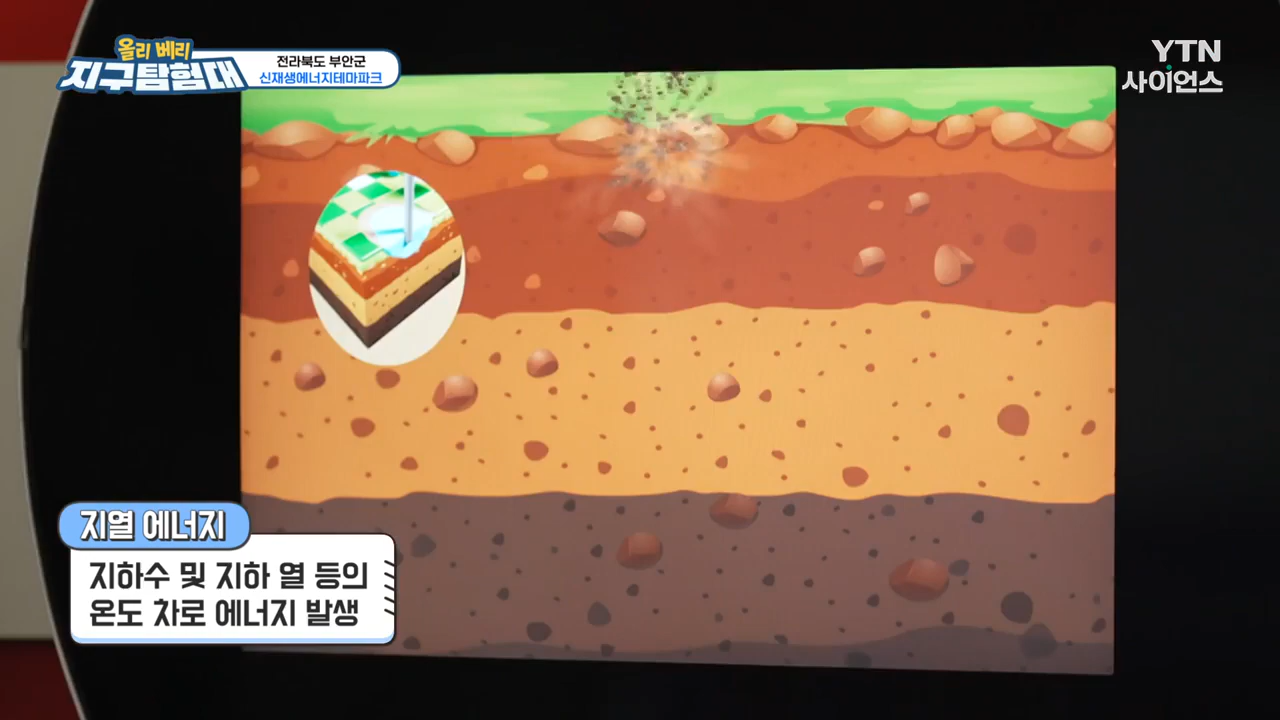 올리 베리
지구탐험대
전라북도 부안군
신재생에너지테마파크
YTN
사이언스
지열 에너지
지하수 및 지하 열 등의
온도 차로 에너지 발생